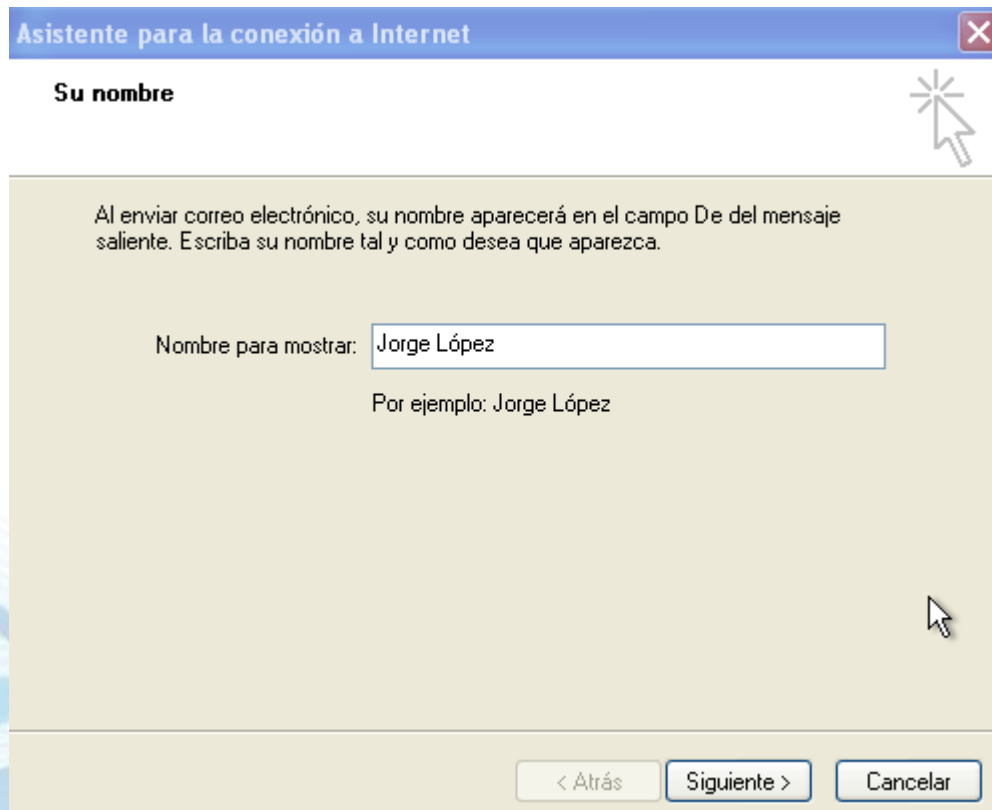 Asistente para la conexión a Internet
Su nombre
Al enviar correo electrónico, su nombre aparecerá en el campo De del mensaje
saliente. Escriba su nombre tal y como desea que aparezca.
Nombre para mostrar: Jorge López
Por ejemplo: Jorge López
< Atrás Siguiente > Cancelar